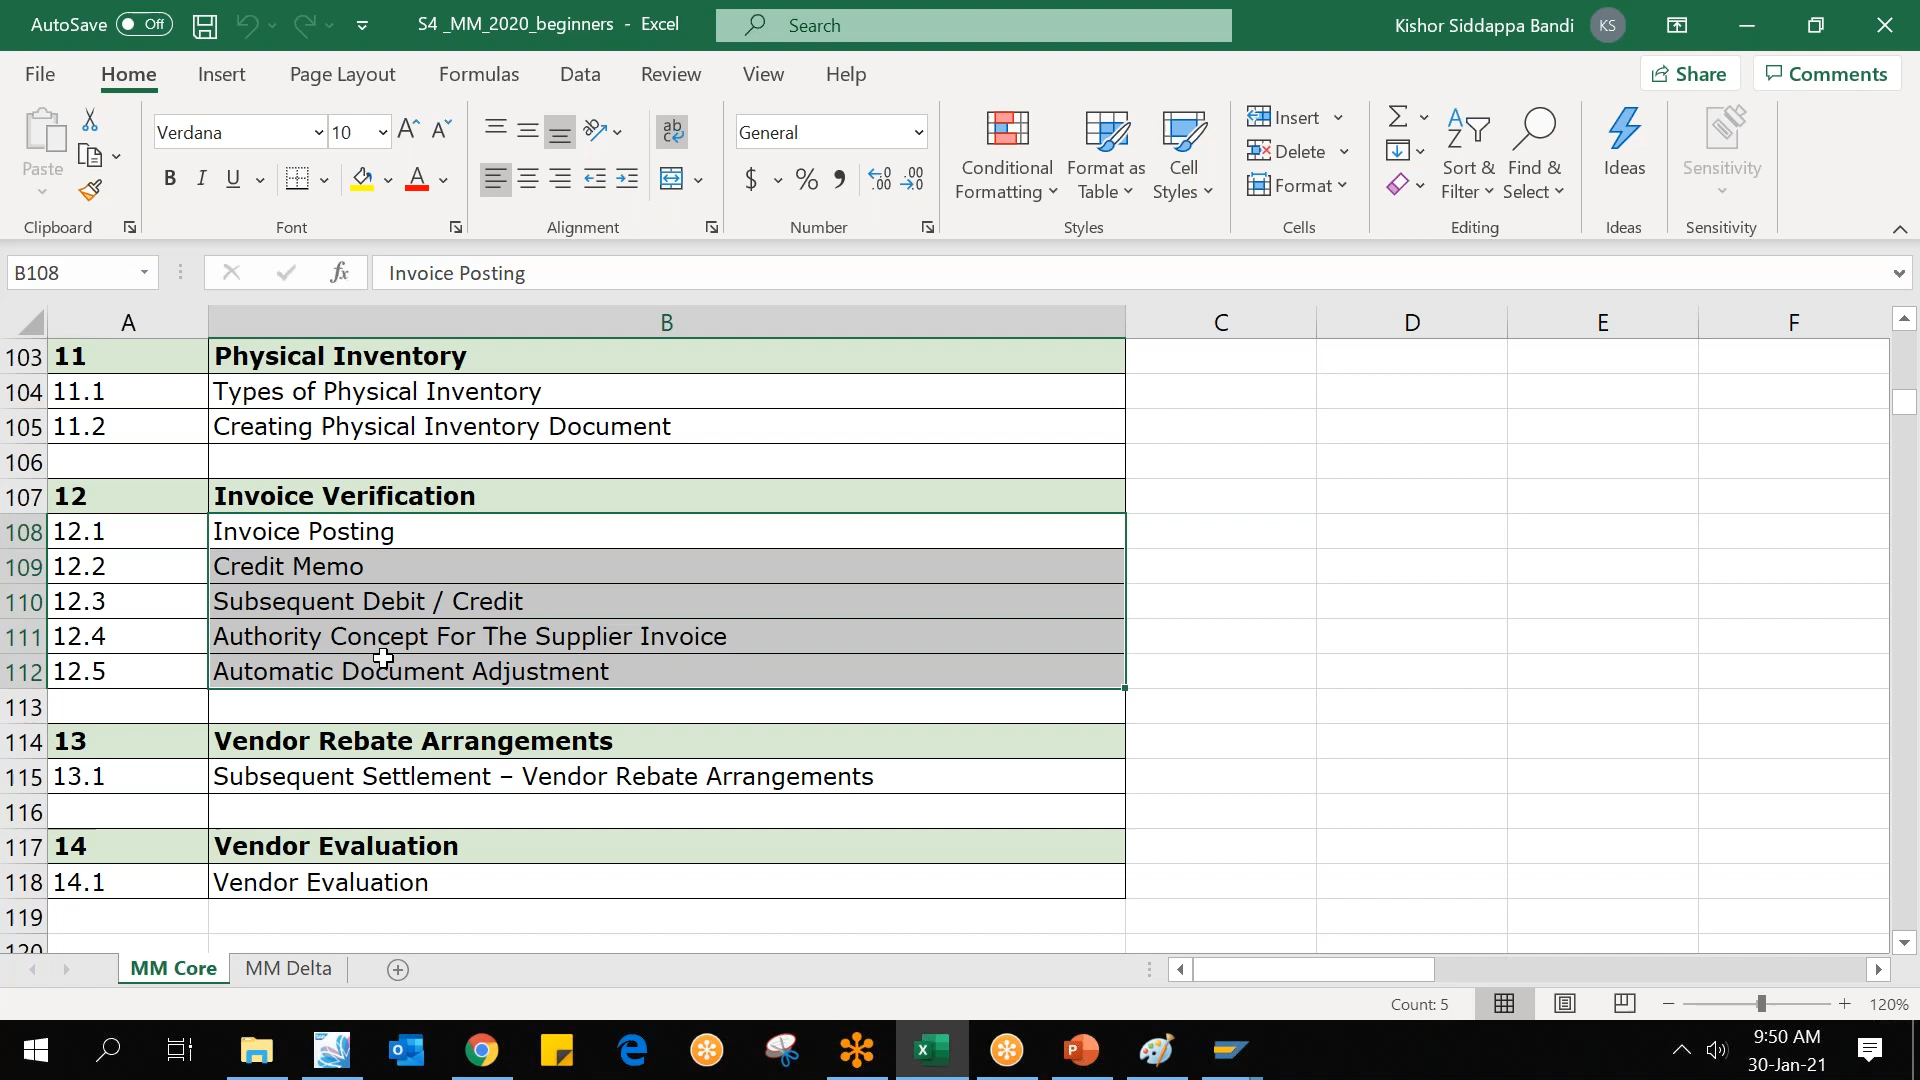 AutoSave Off S4 _MM_2020_beginners - Excel Search Kishor Siddappa Bandi KS
File Home Insert Page Layout Formulas Data Review View Help Share Comments
Paste Verdana 10 A A ab General Conditional Formatting Format as Table Cell Styles Insert Delete Format Sort & Filter Find & Select Ideas Sensitivity
B I U A $ % 
Clipboard Font Alignment Number Styles Cells Editing Ideas Sensitivity
B108 fx Invoice Posting
A B C D E F
103 11 Physical Inventory
104 11.1 Types of Physical Inventory
105 11.2 Creating Physical Inventory Document
106
107 12 Invoice Verification
108 12.1 Invoice Posting
109 12.2 Credit Memo
110 12.3 Subsequent Debit / Credit
111 12.4 Authority Concept For The Supplier Invoice
112 12.5 Automatic Document Adjustment
113
114 13 Vendor Rebate Arrangements
115 13.1 Subsequent Settlement – Vendor Rebate Arrangements
116
117 14 Vendor Evaluation
118 14.1 Vendor Evaluation
119
120
MM Core MM Delta
Count: 5 120%
9:50 AM
30-Jan-21